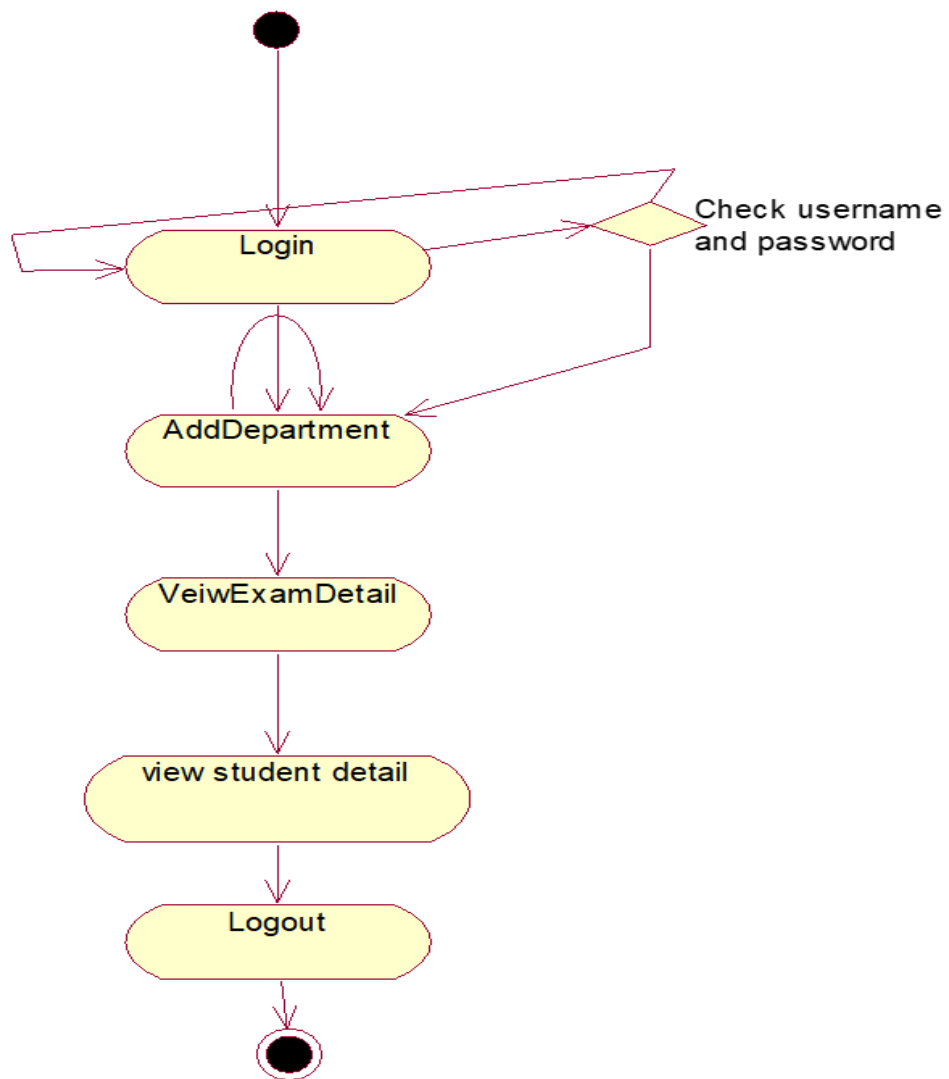 Check username
and password
Login
AddDepartment
VeiwExamDetail
view student detail
Logout